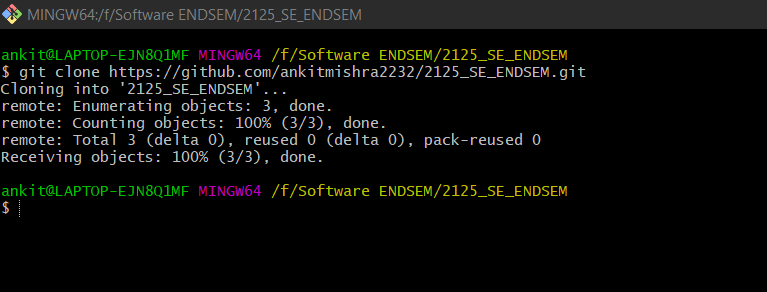 MINGW64:/f/Software ENDSEM/2125_SE_ENDSEM
ankit@LAPTOP-EJN8Q1MF MINGW64 /f/Software ENDSEM/2125_SE_ENDSEM
$ git clone https://github.com/ankitmishra2232/2125_SE_ENDSEM.git
Cloning into '2125_SE_ENDSEM'...
remote: Enumerating objects: 3, done.
remote: Counting objects: 100% (3/3), done.
remote: Total 3 (delta 0), reused 0 (delta 0), pack-reused 0
Receiving objects: 100% (3/3), done.
ankit@LAPTOP-EJN8Q1MF MINGW64 /f/Software ENDSEM/2125_SE_ENDSEM
$